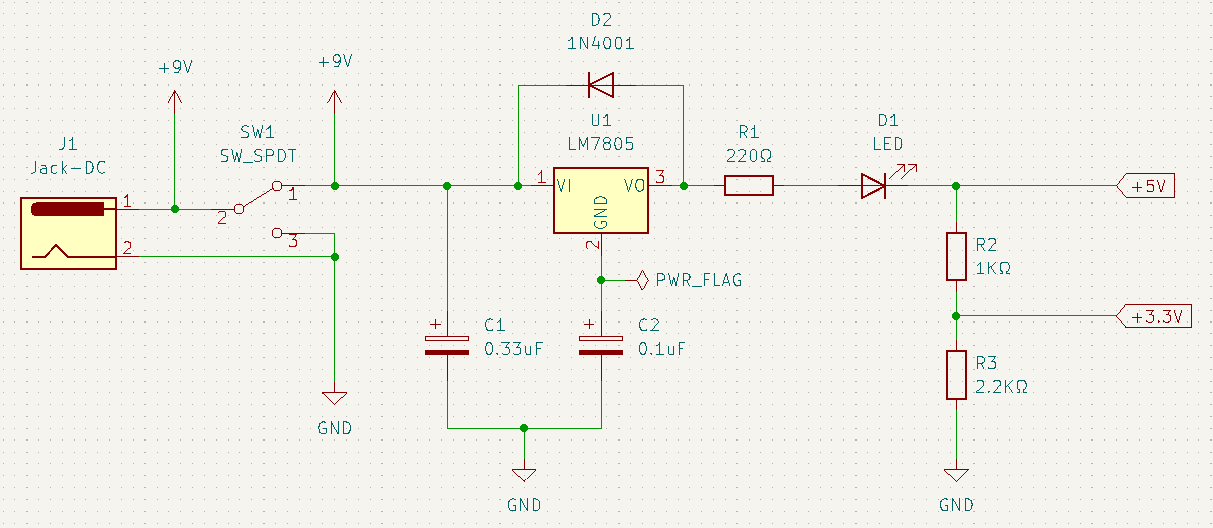 D2
1N4001
+9V
+9V
J1
Jack-DC
SW1
SW_SPDT
U1
LM7805
R1
220Ω
D1
LED
1
2
1
2
3
1
VI
VO
3
GND
2
+5V
R2
1KΩ
PWR_FLAG
+
C1
0.33uF
+
C2
0.1uF
+3.3V
R3
2.2KΩ
GND
GND
GND